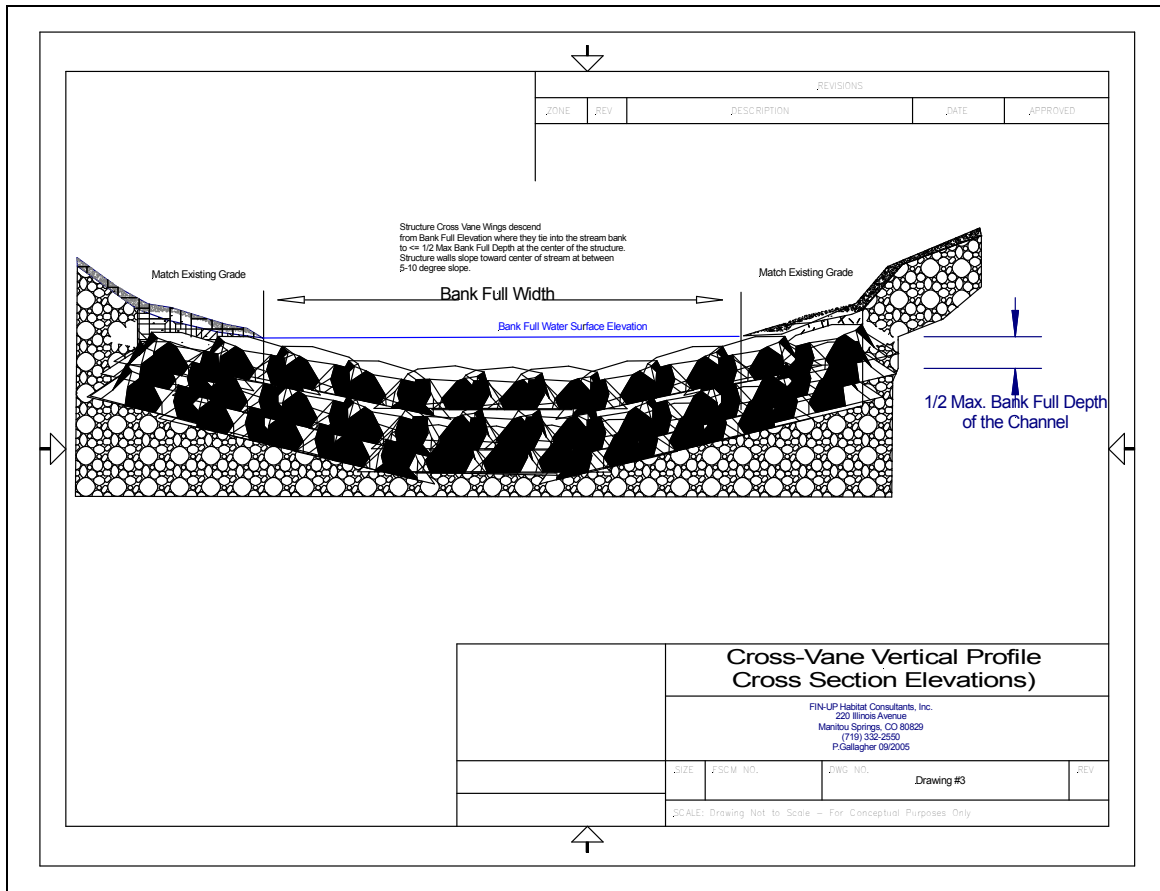 REVISIONS
ZONE REV DESCRIPTION DATE APPROVED
Structure Cross Vane Wings descend
from Bank Full Elevation where they tie into the stream bank
to <= 1/2 Max Bank Full Depth at the center of the structure.
Structure walls slope toward center of stream at between
5-10 degree slope.
Match Existing Grade
Match Existing Grade
Bank Full Width
Bank Full Water Surface Elevation
1/2 Max. Bank Full Depth
of the Channel
Cross-Vane Vertical Profile
Cross Section Elevations)
FIN-UP Habitat Consultants, Inc.
220 Illinois Avenue
Manitou Springs, CO 80829
(719) 332-2550
P.Gallagher 09/2005
SIZE FSCM NO. DWG NO. REV
Drawing #3
SCALE: Drawing Not to Scale - For Conceptual Purposes Only